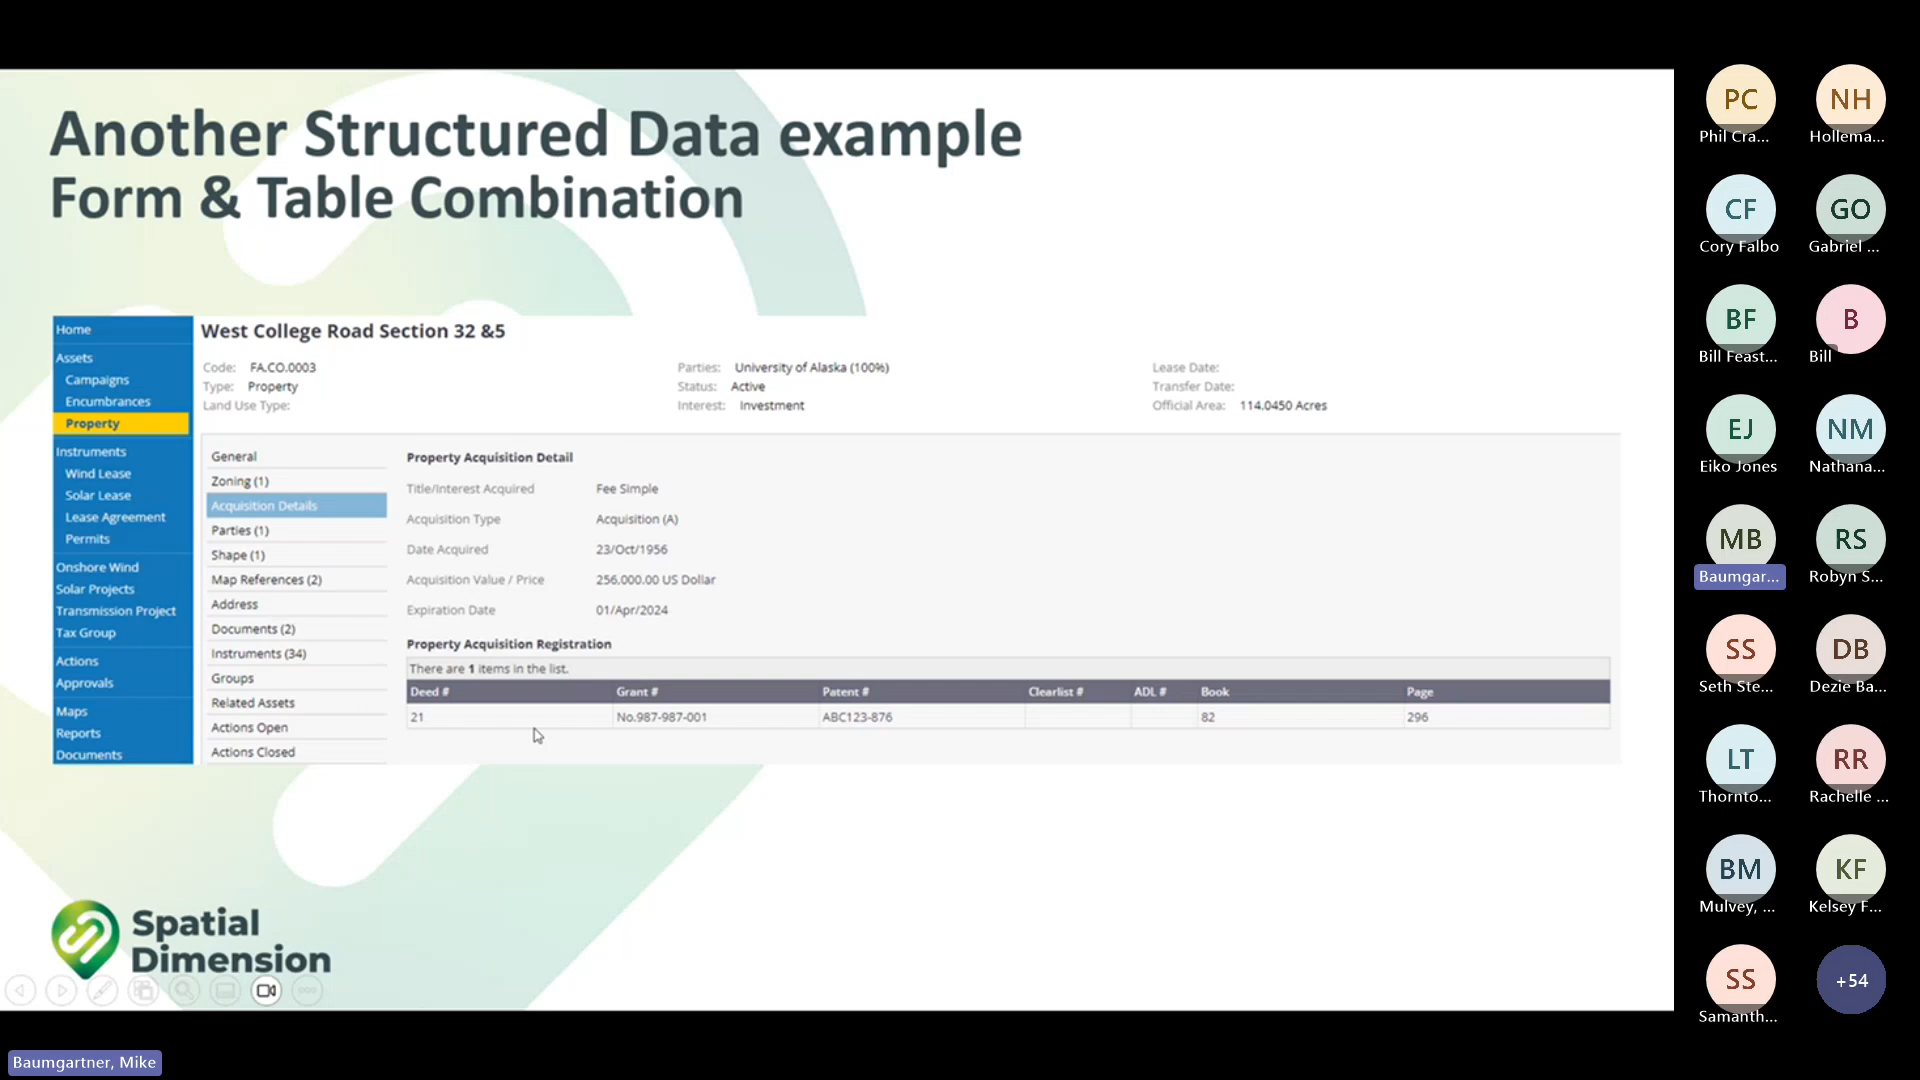 Another Structured Data example
Form & Table Combination
Home
Assets
Campaigns
Encumbrances
Property
Instruments
Wind Lease
Solar Lease
Lease Agreement
Permits
Onshore Wind
Solar Projects
Transmission Project
Tax Group
Actions
Approvals
Maps
Reports
Documents
West College Road Section 32 &5
Code: FA.CO.0003
Type: Property
Land Use Type:
Parties: University of Alaska (100%)
Status: Active
Interest: Investment
Lease Date:
Transfer Date:
Official Area: 114.0450 Acres
General
Zoning (1)
Acquisition Details
Parties (1)
Shape (1)
Map References (2)
Address
Documents (2)
Instruments (34)
Groups
Related Assets
Actions Open
Actions Closed
Property Acquisition Detail
Title/Interest Acquired Fee Simple
Acquisition Type Acquisition (A)
Date Acquired 23/Oct/1956
Acquisition Value / Price 256,000.00 US Dollar
Expiration Date 01/Apr/2024
Property Acquisition Registration
There are 1 items in the list.
Deed # Grant # Patent # Clearlist # ADL # Book Page
21 No.987-987-001 ABC123-876 82 296
Spatial
Dimension
Baumgartner, Mike
PC NH
Phil Cra... Hollema...
CF GO
Cory Falbo Gabriel ...
BF B
Bill Feast... Bill
EJ NM
Eiko Jones Nathana...
MB RS
Baumgar... Robyn S...
SS DB
Seth Ste... Dezie Ba...
LT RR
Thornto... Rachelle ...
BM KF
Mulvey, ... Kelsey F...
SS +54
Samanth...